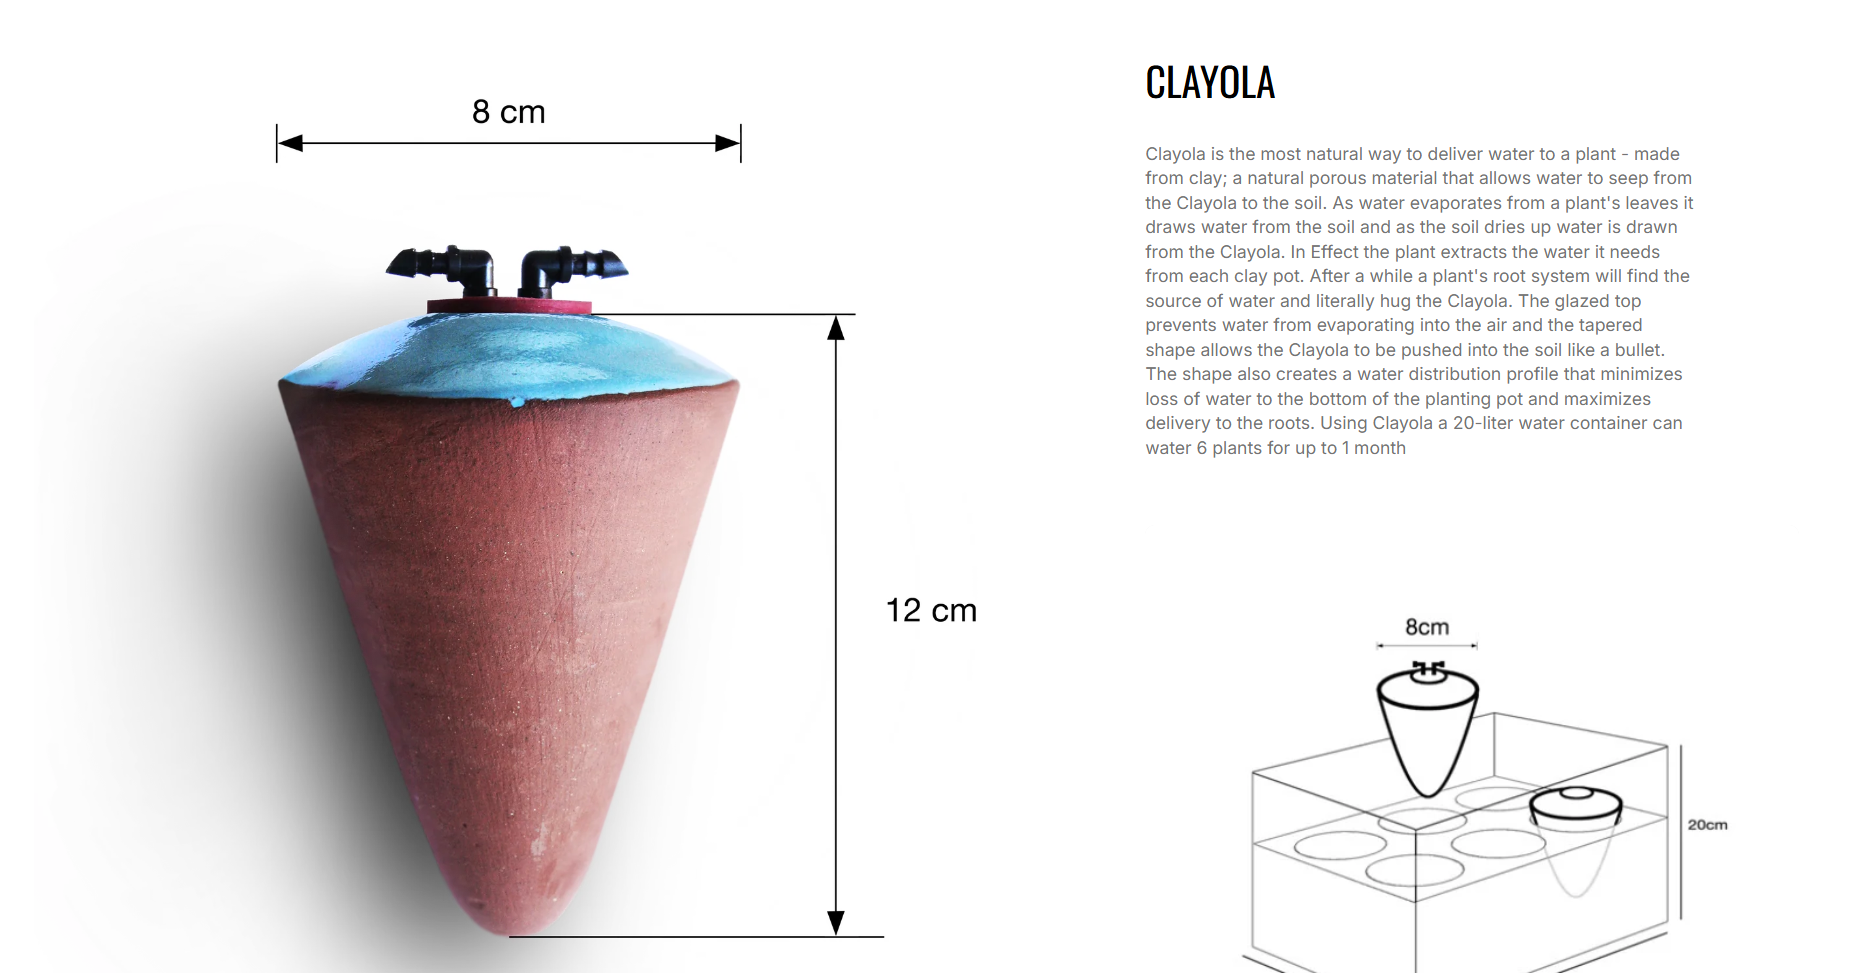 8 cm
12 cm
CLAYOLA
Clayola is the most natural way to deliver water to a plant - made
from clay; a natural porous material that allows water to seep from
the Clayola to the soil. As water evaporates from a plant's leaves it
draws water from the soil and as the soil dries up water is drawn
from the Clayola. In Effect the plant extracts the water it needs
from each clay pot. After a while a plant's root system will find the
source of water and literally hug the Clayola. The glazed top
prevents water from evaporating into the air and the tapered
shape allows the Clayola to be pushed into the soil like a bullet.
The shape also creates a water distribution profile that minimizes
loss of water to the bottom of the planting pot and maximizes
delivery to the roots. Using Clayola a 20-liter water container can
water 6 plants for up to 1 month
8cm
20cm